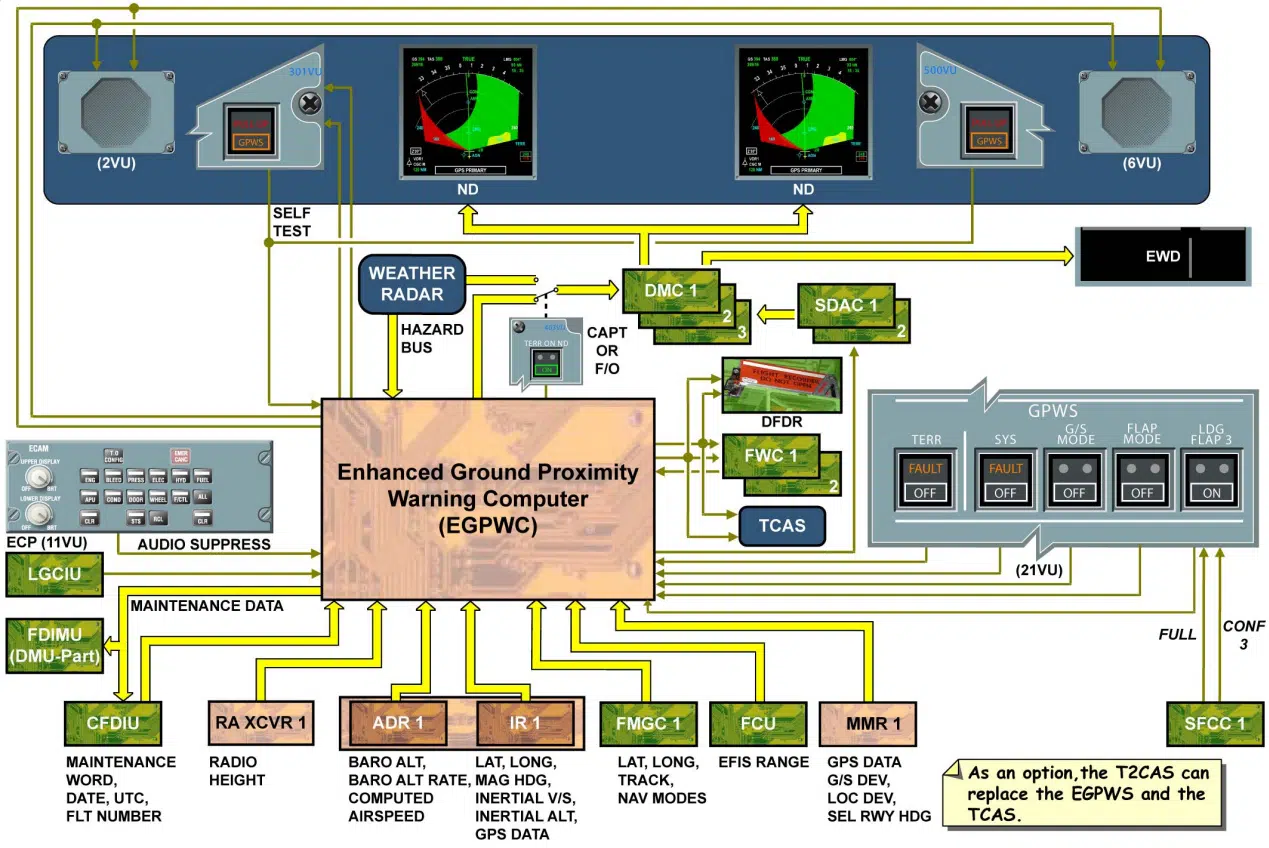 301VU
500VU
GPWS
GPWS
(2VU)
(6VU)
TRUE
TRUE
GPS PRIMARY
GPS PRIMARY
ND
ND
SELF
TEST
EWD
WEATHER
RADAR
DMC 1
2
3
SDAC 1
2
HAZARD
BUS
TERR ON ND
ON
CAPT
OR
F/O
DFDR
FWC 1
2
TCAS
Enhanced Ground Proximity
Warning Computer
(EGPWC)
GPWS
TERR
SYS
G/S
MODE
FLAP
MODE
LDG
FLAP 3
FAULT
OFF
FAULT
OFF
OFF
OFF
ON
(21VU)
FULL
CONF
3
ECAM
UPPER DISPLAY
OFF
BRT
LOWER DISPLAY
OFF
BRT
T.O
CONFIG
EMER
CANC
ENG
BLEED
PRESS
ELEC
HYD
FUEL
APU
COND
DOOR
WHEEL
F/CTL
ALL
CLR
STS
RCL
CLR
ECP (11VU)
AUDIO SUPPRESS
LGCIU
MAINTENANCE DATA
FDIMU
(DMU-Part)
CFDIU
MAINTENANCE
WORD,
DATE, UTC,
FLT NUMBER
RA XCVR 1
RADIO
HEIGHT
ADR 1
BARO ALT,
BARO ALT RATE,
COMPUTED
AIRSPEED
IR 1
LAT, LONG,
MAG HDG,
INERTIAL V/S,
INERTIAL ALT,
GPS DATA
FMGC 1
LAT, LONG,
TRACK,
NAV MODES
FCU
EFIS RANGE
MMR 1
GPS DATA
G/S DEV,
LOC DEV,
SEL RWY HDG
SFCC 1
As an option,the T2CAS can
replace the EGPWS and the
TCAS.